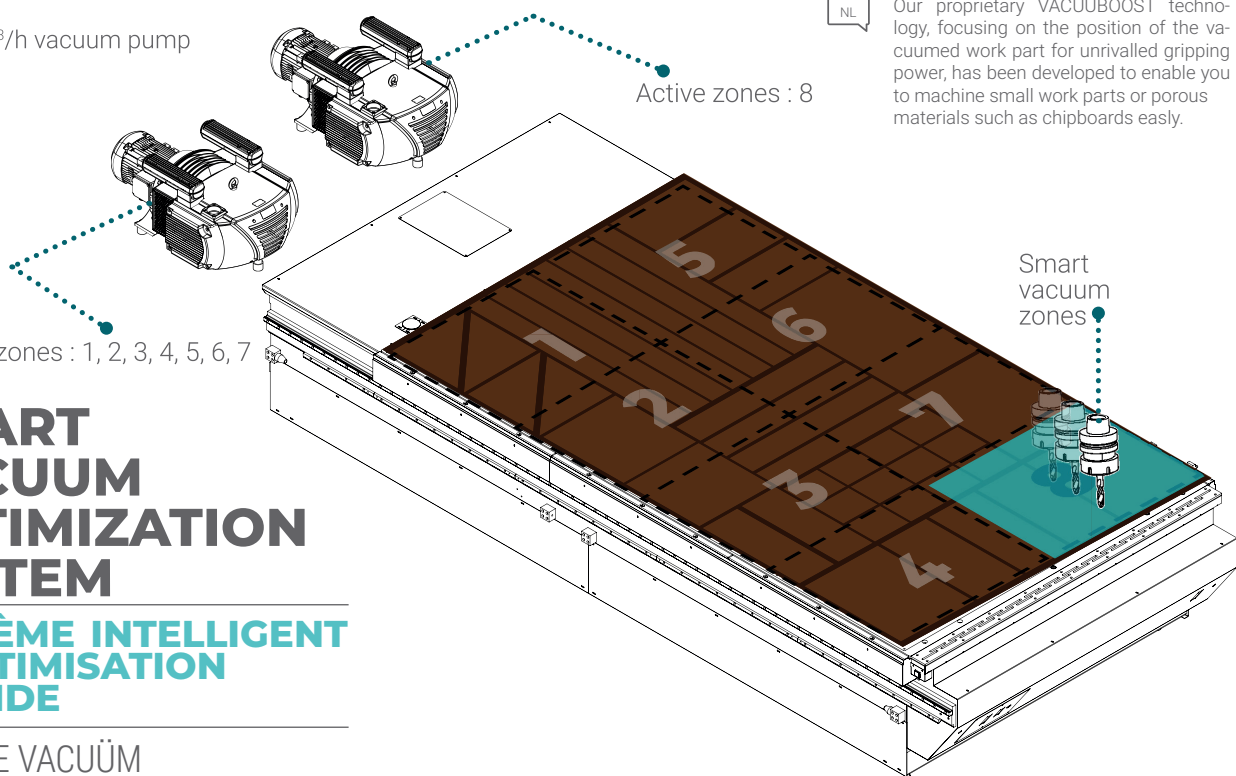 ³/h vacuum pump
Active zones : 8
NL
Our proprietary VACUUBOOST techno-
logy, focusing on the position of the va-
cuumed work part for unrivalled gripping
power, has been developed to enable you
to machine small work parts or porous
materials such as chipboards easly.
Smart
vacuum
zones
zones : 1, 2, 3, 4, 5, 6, 7
5
6
1
2
7
3
4
ART
CUUM
TIMIZATION
TEM
ÈME INTELLIGENT
TIMISATION
IDE
E VACUÜM